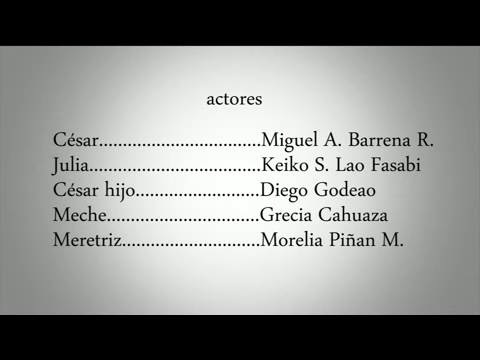 actores
César..................................Miguel A. Barrena R.
Julia....................................Keiko S. Lao Fasabi
César hijo..........................Diego Godeao
Meche................................Grecia Cahuaza
Meretriz.............................Morelia Piñan M.